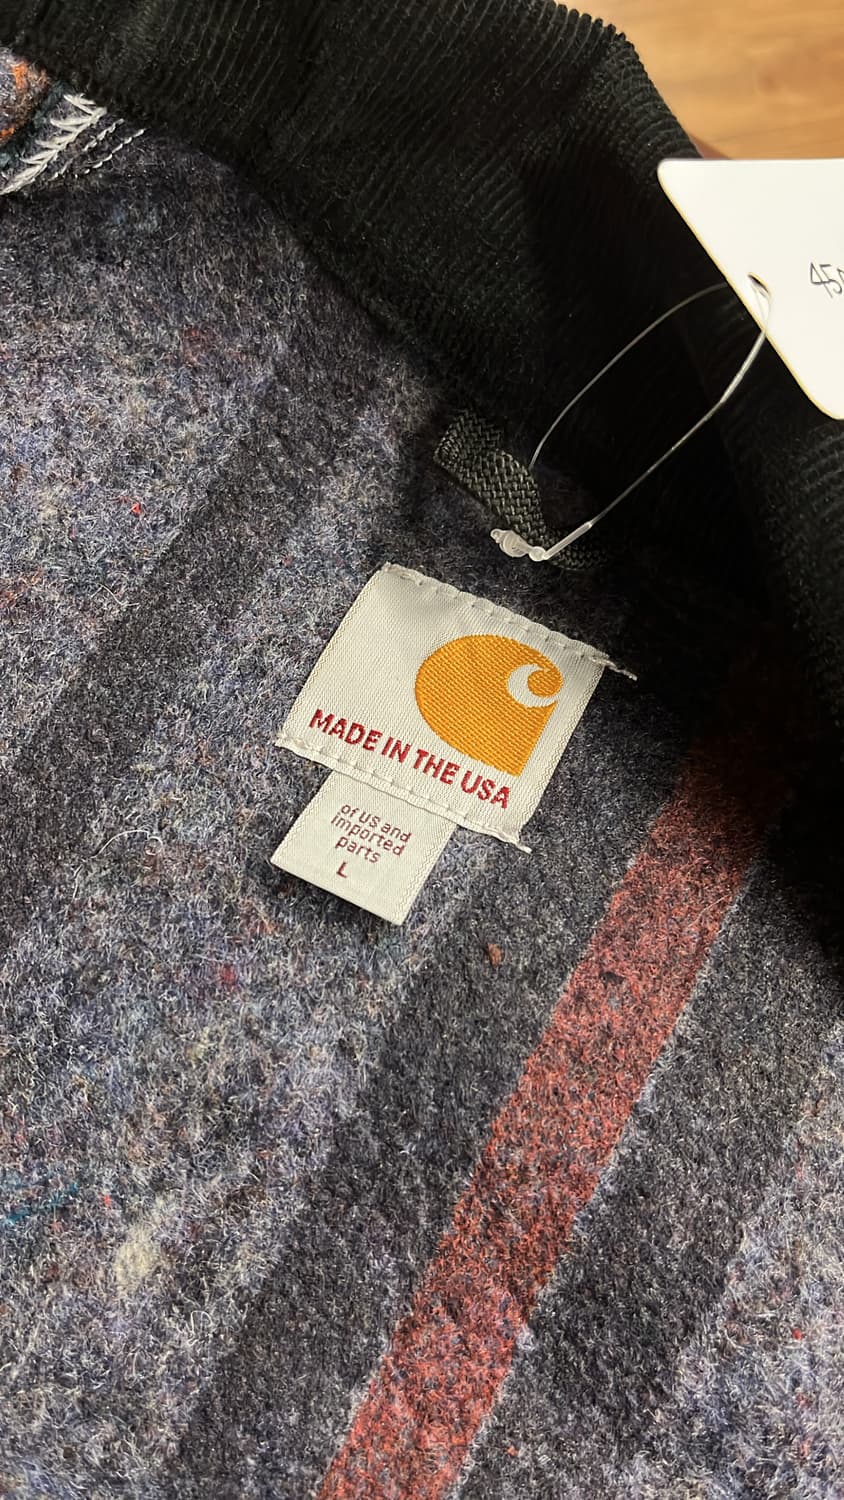 MADE IN THE USA
of US and
imported
parts
L